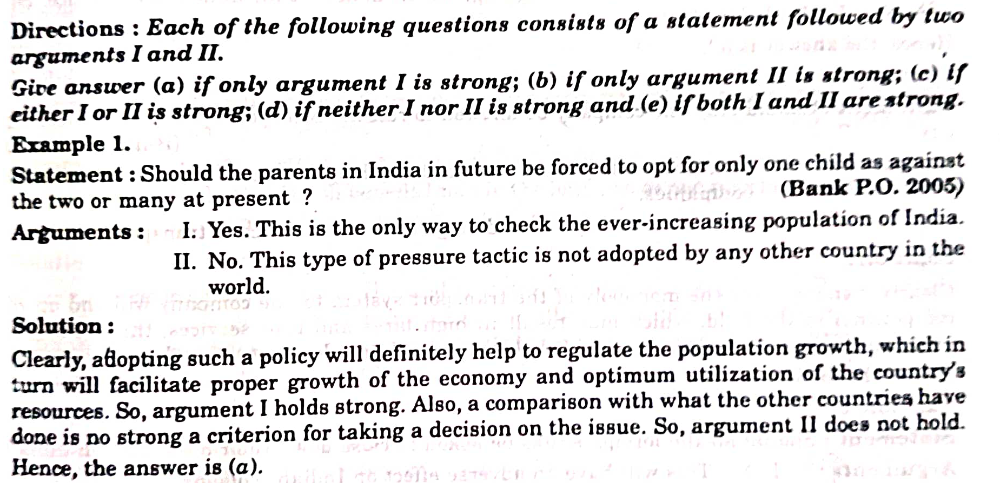 Directions : Each of the following questions consists of a statement followed by two
arguments I and II.
Give answer (a) if only argument I is strong; (b) if only argument II is strong; (c) if
either I or II is strong; (d) if neither I nor II is strong and (e) if both I and II are strong.
Example 1.
Statement : Should the parents in India in future be forced to opt for only one child as against
the two or many at present ? (Bank P.O. 2005)
Arguments : I. Yes. This is the only way to check the ever-increasing population of India.
II. No. This type of pressure tactic is not adopted by any other country in the
world.
Solution :
Clearly, adopting such a policy will definitely help to regulate the population growth, which in
turn will facilitate proper growth of the economy and optimum utilization of the country's
resources. So, argument I holds strong. Also, a comparison with what the other countries have
done is no strong a criterion for taking a decision on the issue. So, argument II does not hold.
Hence, the answer is (a).